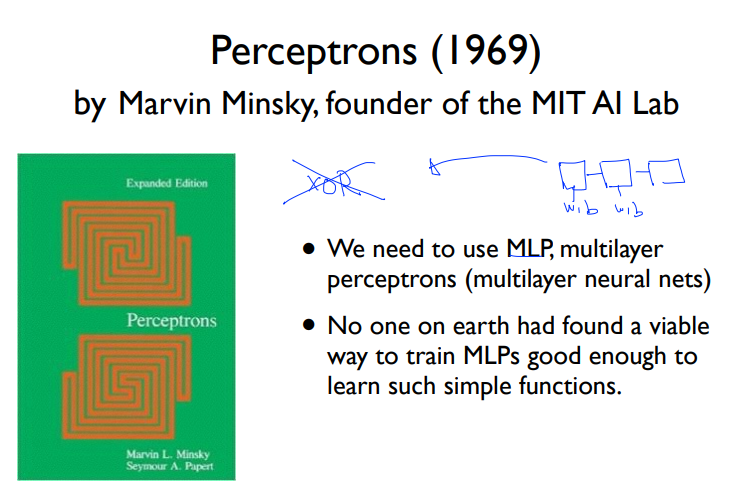 Perceptrons (1969)
by Marvin Minsky, founder of the MIT AI Lab
Expanded Edition
Perceptrons
Marvin L. Minsky
Seymour A. Papert
XOR
w,b w,b
• We need to use MLP, multilayer
perceptrons (multilayer neural nets)
• No one on earth had found a viable
way to train MLPs good enough to
learn such simple functions.